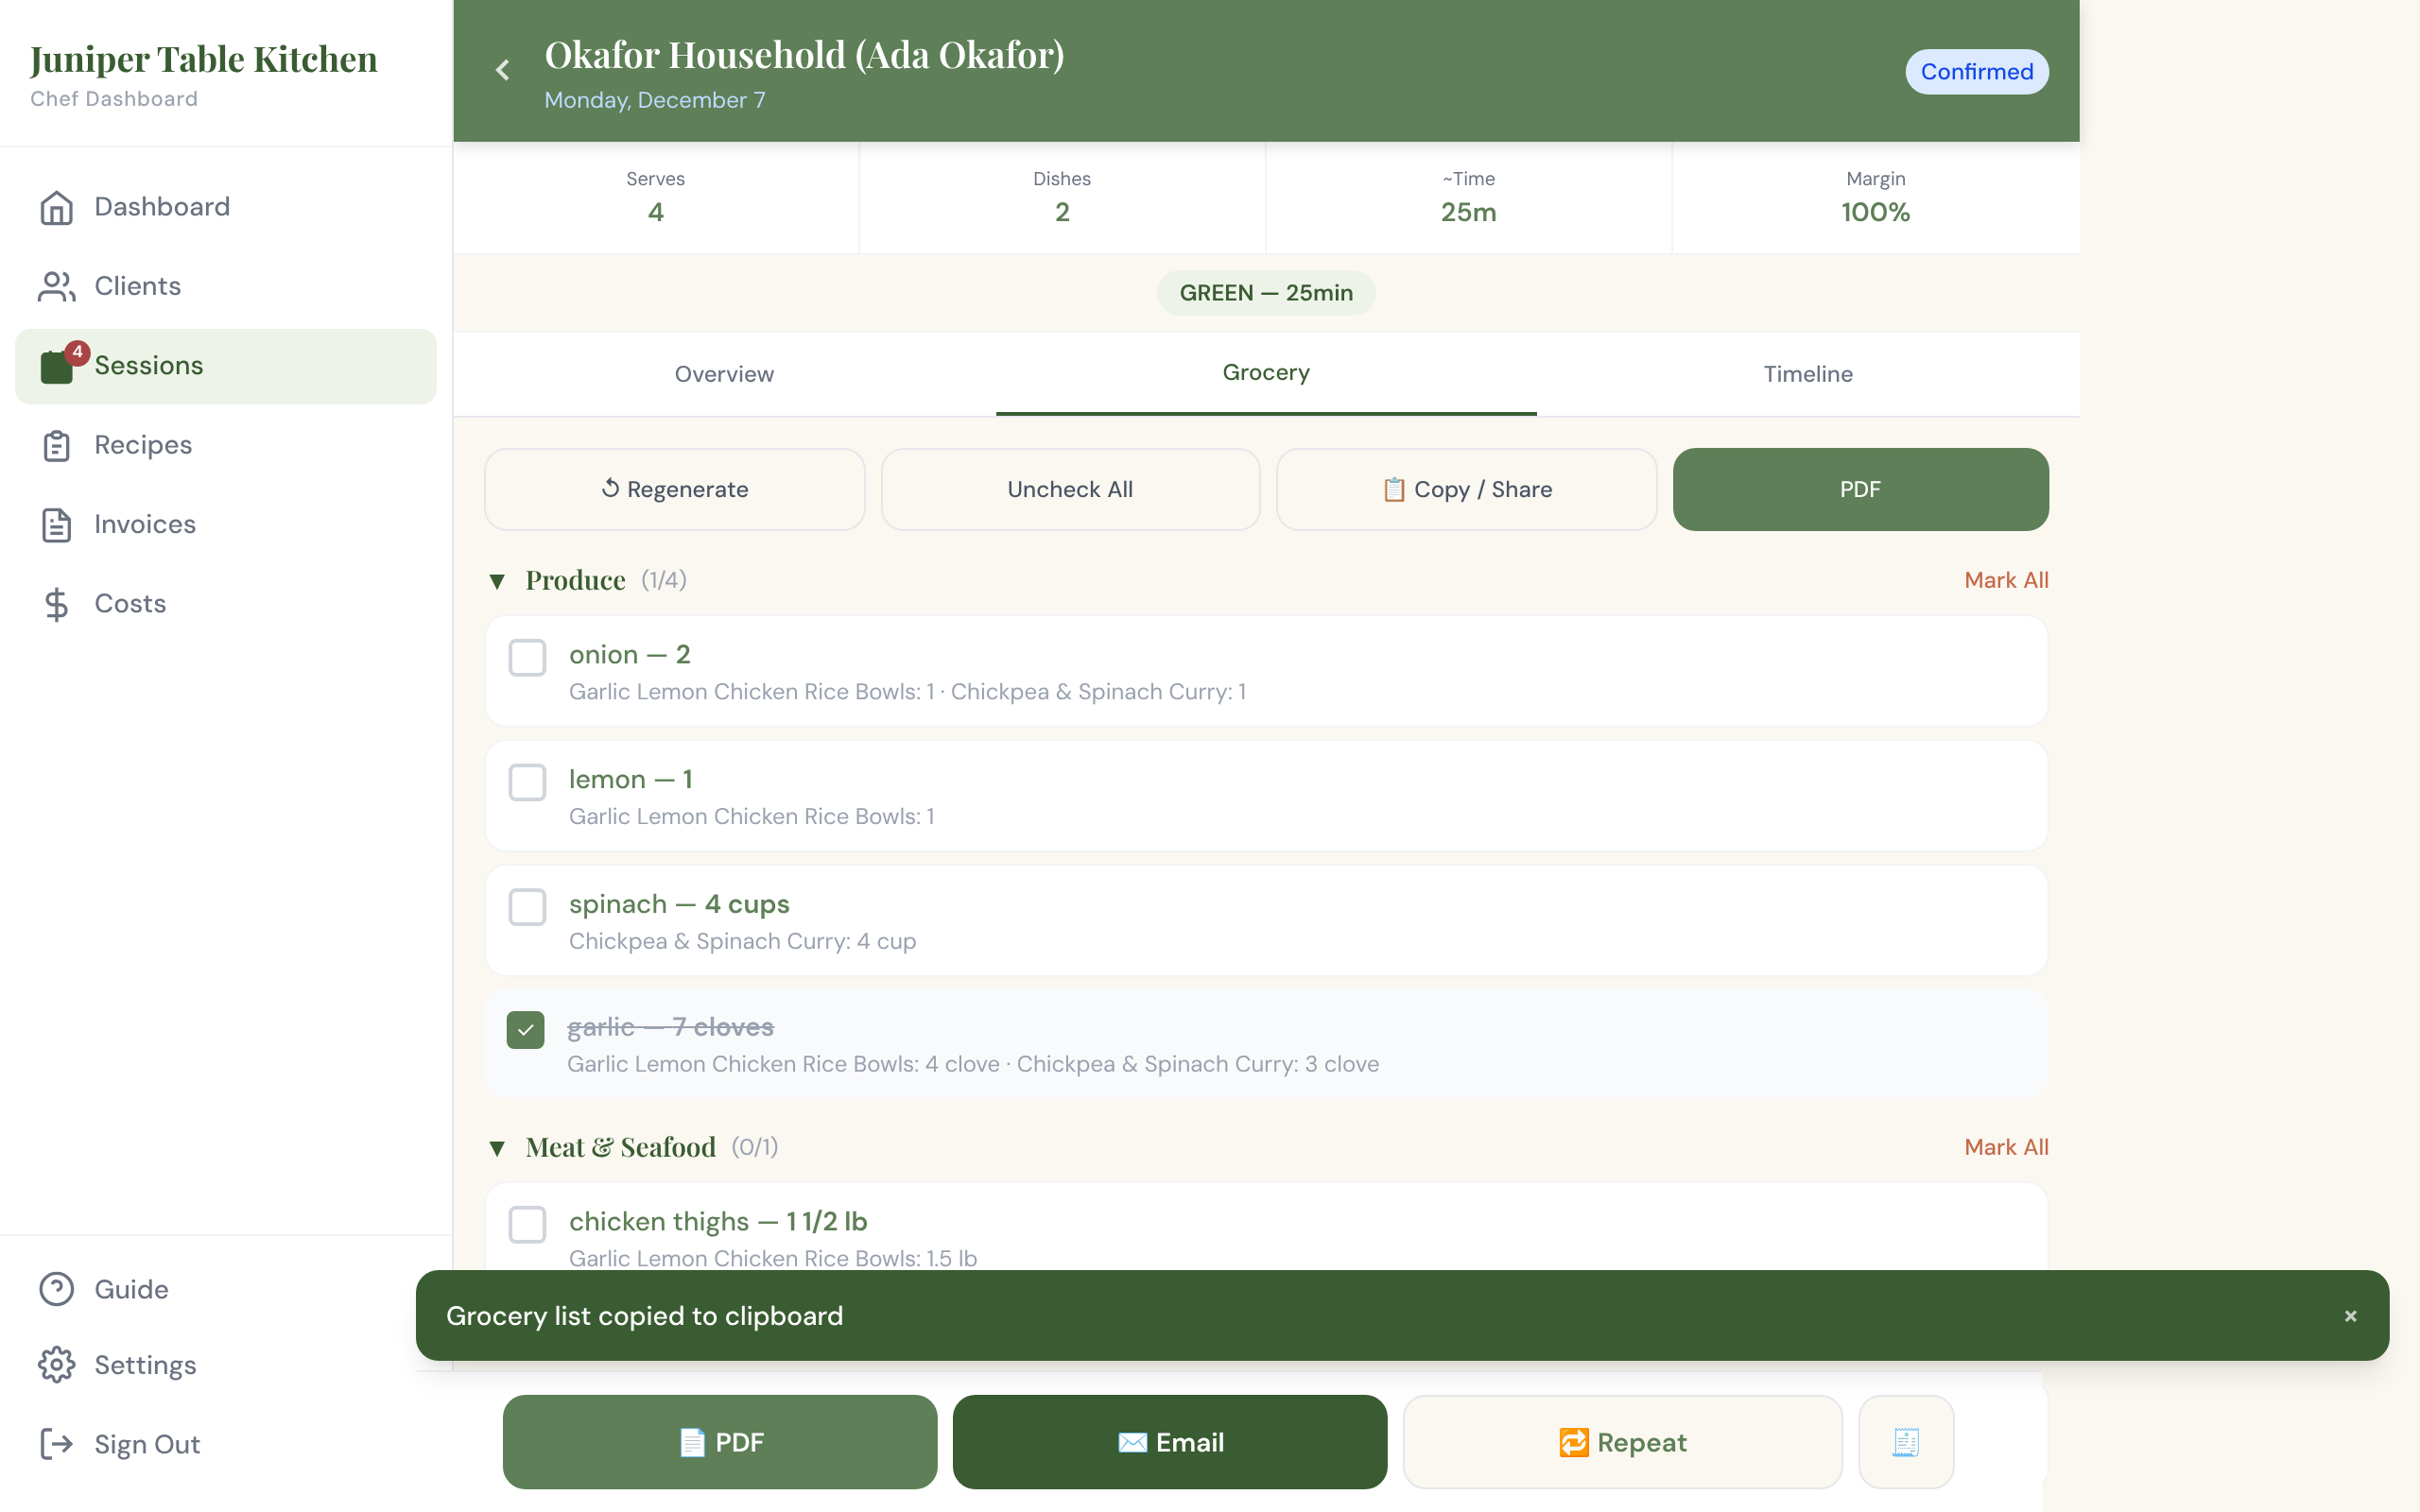 Juniper Table Kitchen
Chef Dashboard
Dashboard
Clients
4
Sessions
Recipes
Invoices
Costs
Guide
Settings
Sign Out
Okafor Household (Ada Okafor)
Monday, December 7
Confirmed
Serves
4
Dishes
2
~Time
25m
Margin
100%
GREEN — 25min
Overview
Grocery
Timeline
↺ Regenerate
Uncheck All
📋 Copy / Share
PDF
▼ Produce (1/4)
Mark All
onion — 2
Garlic Lemon Chicken Rice Bowls: 1 · Chickpea & Spinach Curry: 1
lemon — 1
Garlic Lemon Chicken Rice Bowls: 1
spinach — 4 cups
Chickpea & Spinach Curry: 4 cup
garlic — 7 cloves
Garlic Lemon Chicken Rice Bowls: 4 clove · Chickpea & Spinach Curry: 3 clove
▼ Meat & Seafood (0/1)
Mark All
chicken thighs — 1 1/2 lb
Garlic Lemon Chicken Rice Bowls: 1.5 lb
Grocery list copied to clipboard
×
📄 PDF
✉️ Email
🔁 Repeat
🧾